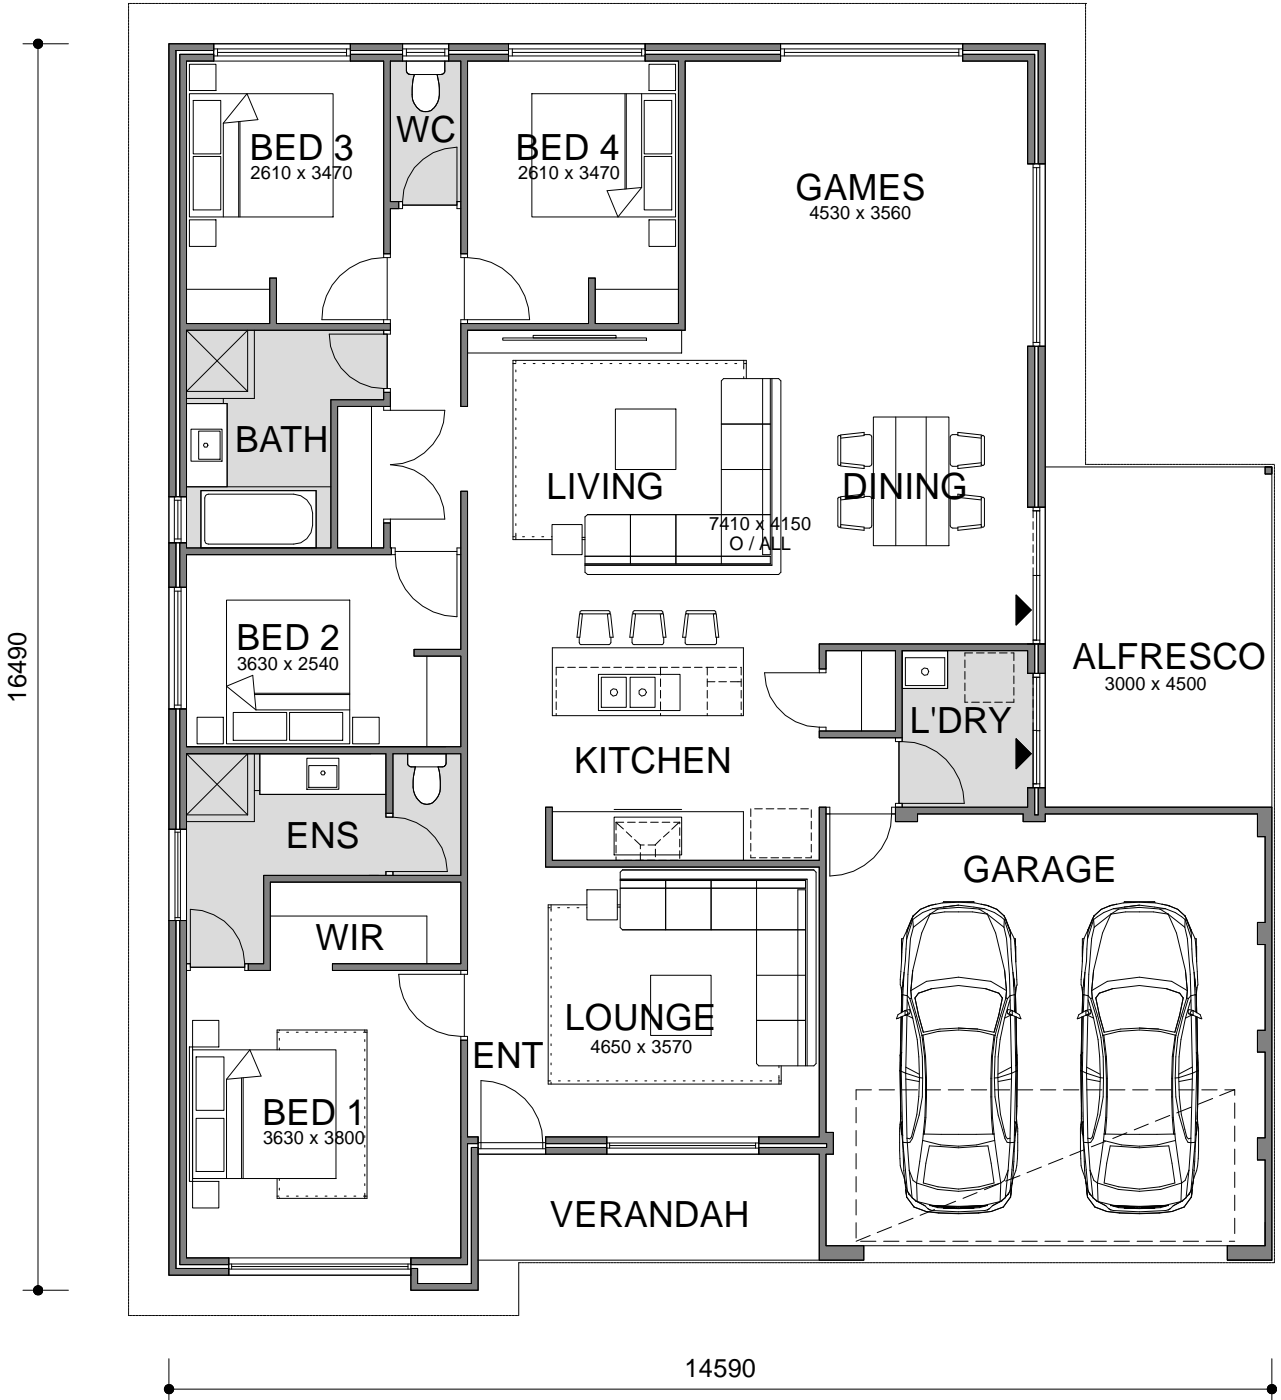 BED 3
2610 x 3470
WC
BED 4
2610 x 3470
GAMES
4530 x 3560
BATH
LIVING
DINING
7410 x 4150
O / ALL
BED 2
3630 x 2540
ALFRESCO
3000 x 4500
L'DRY
KITCHEN
16490
ENS
GARAGE
WIR
LOUNGE
4650 x 3570
ENT
BED 1
3630 x 3800
VERANDAH
14590